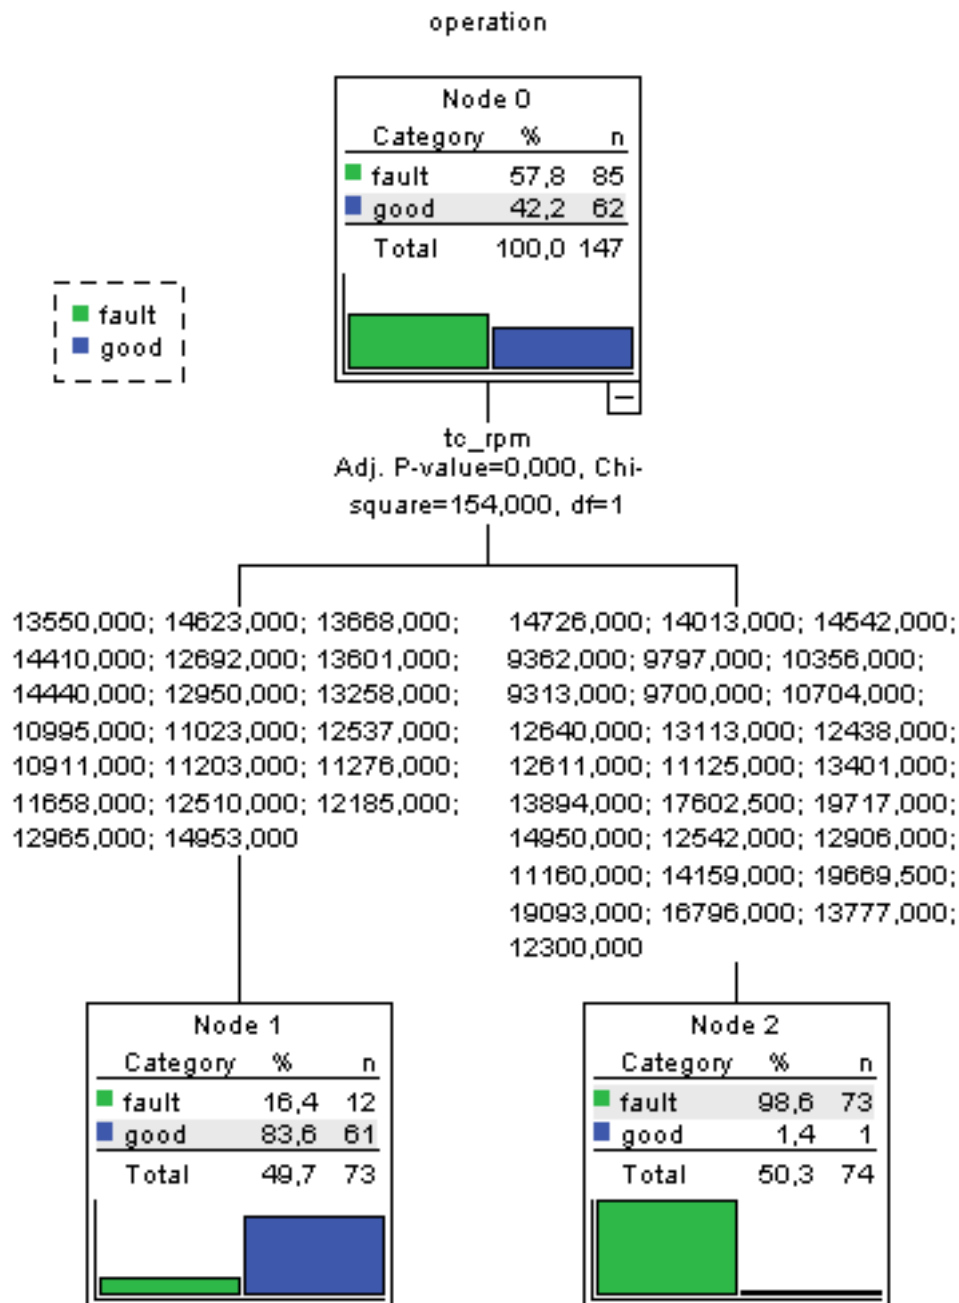 operation
Node 0
Category % n
fault 57,8 85
good 42,2 62
Total 100,0 147
fault
good
tc_rpm
Adj. P-value=0,000, Chi-
square=154,000, df=1
13550,000; 14623,000; 13668,000;
14410,000; 12692,000; 13601,000;
14440,000; 12950,000; 13258,000;
10995,000; 11023,000; 12537,000;
10911,000; 11203,000; 11276,000;
11658,000; 12510,000; 12185,000;
12965,000; 14953,000
14726,000; 14013,000; 14542,000;
9362,000; 9797,000; 10356,000;
9313,000; 9700,000; 10704,000;
12640,000; 13113,000; 12438,000;
12611,000; 11125,000; 13401,000;
13894,000; 17602,500; 19717,000;
14950,000; 12542,000; 12906,000;
11160,000; 14159,000; 19669,500;
19093,000; 16796,000; 13777,000;
12300,000
Node 1
Category % n
fault 16,4 12
good 83,6 61
Total 49,7 73
Node 2
Category % n
fault 98,6 73
good 1,4 1
Total 50,3 74